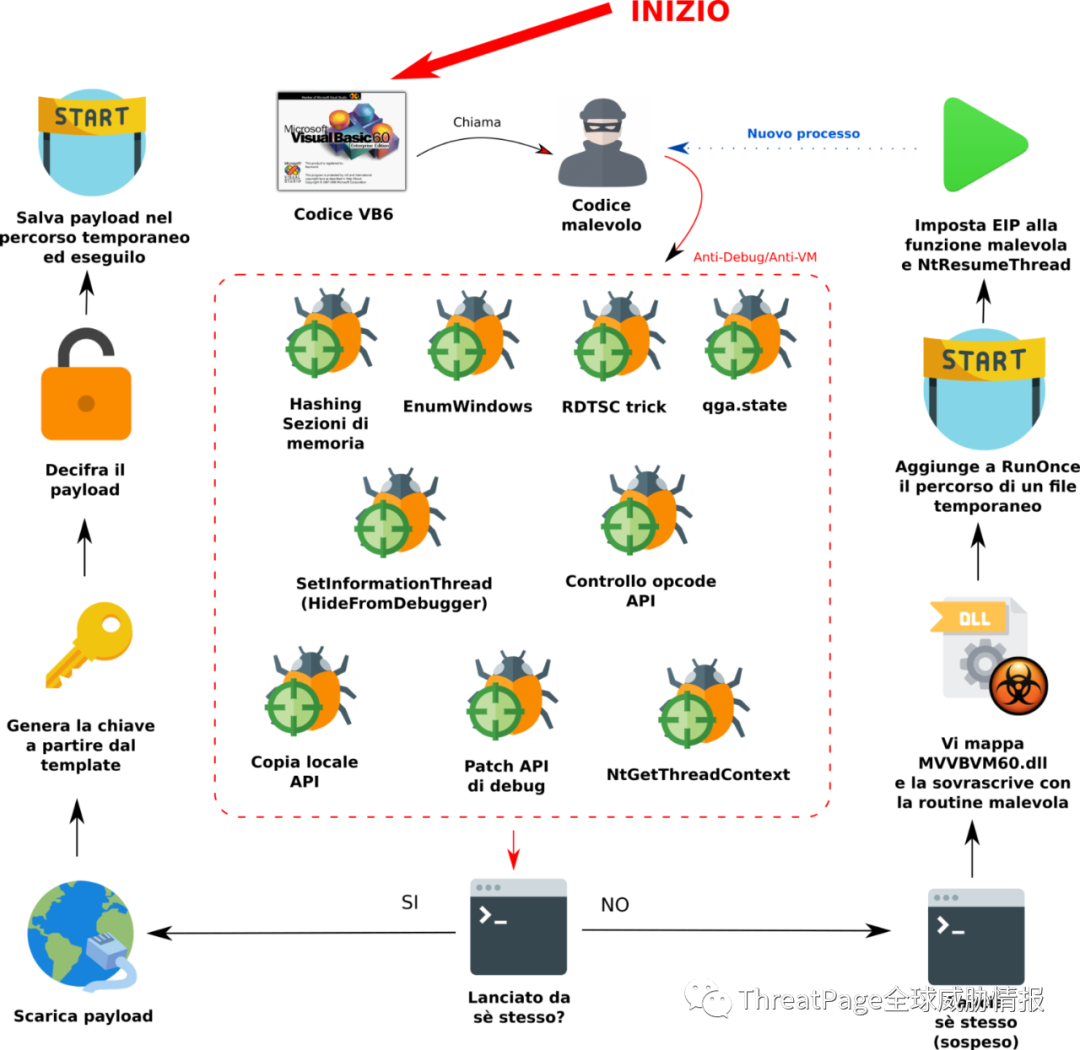 INIZIO
START
Microsoft
Visual Basic 60
Enterprise Edition
Chiama
Nuovo processo
Codice VB6
Codice
malevolo
Salva payload nel
percorso temporaneo
ed eseguilo
Imposta EIP alla
funzione malevola
e NtResumeThread
Anti-Debug/Anti-VM
Hashing
Sezioni di
memoria
EnumWindows
RDTSC trick
qga.state
START
Decifra il
payload
Aggiunge a RunOnce
il percorso di un file
temporaneo
SetInformationThread
(HideFromDebugger)
Controllo opcode
API
DLL
Genera la chiave
a partire dal
template
Copia locale
API
Patch API
di debug
NtGetThreadContext
Vi mappa
MVVBVM60.dll
e la sovrascrive con
la routine malevola
SI
NO
>_
>_
Scarica payload
Lanciato da
sè stesso?
ThreatPage全球威胁情报
sè stesso
(sospeso)